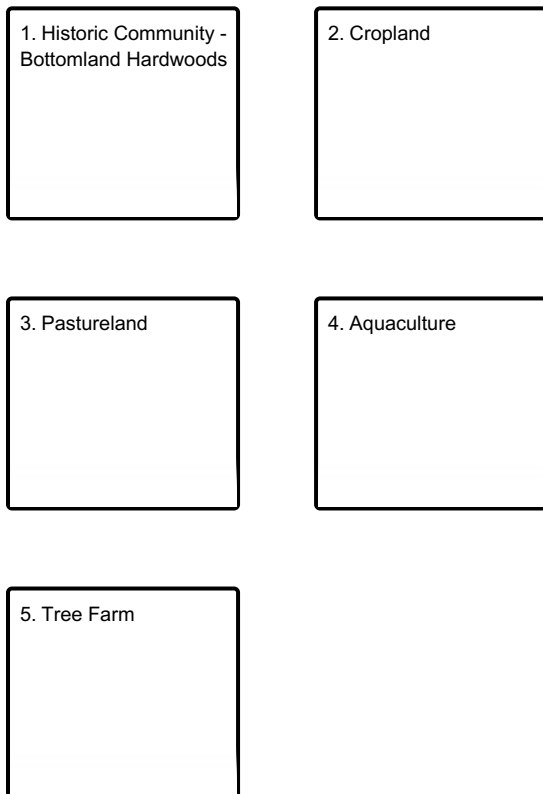 1. Historic Community -
Bottomland Hardwoods
2. Cropland
3. Pastureland
4. Aquaculture
5. Tree Farm